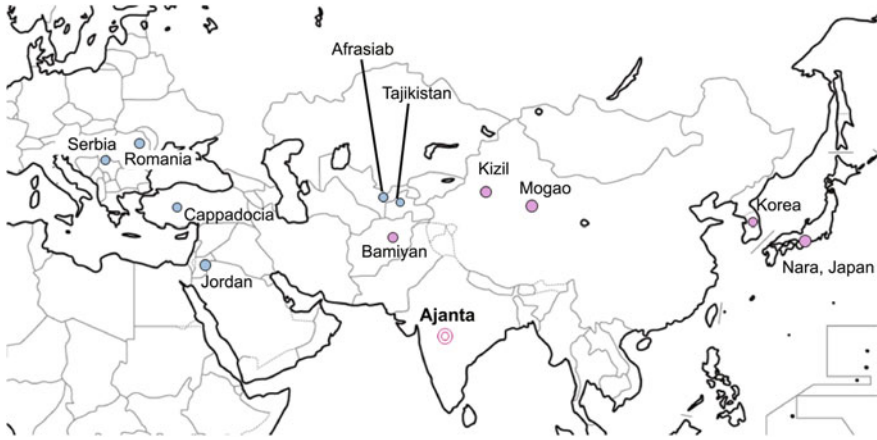 Afrasiab
Tajikistan
Serbia
Romania
Kizil
Mogao
Cappadocia
Korea
Bamiyan
Nara, Japan
Jordan
Ajanta